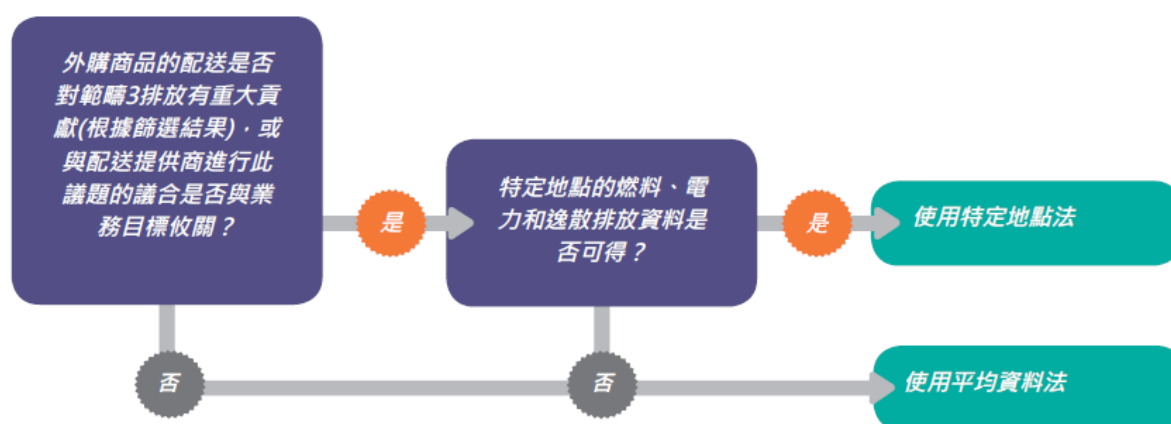 外購商品的配送是否
對範疇3排放有重大貢
獻(根據篩選結果)，或
與配送提供商進行此
議題的議合是否與業
務目標攸關？
是
特定地點的燃料、電
力和逸散排放資料是
否可得？
是
使用特定地點法
否
否
使用平均資料法